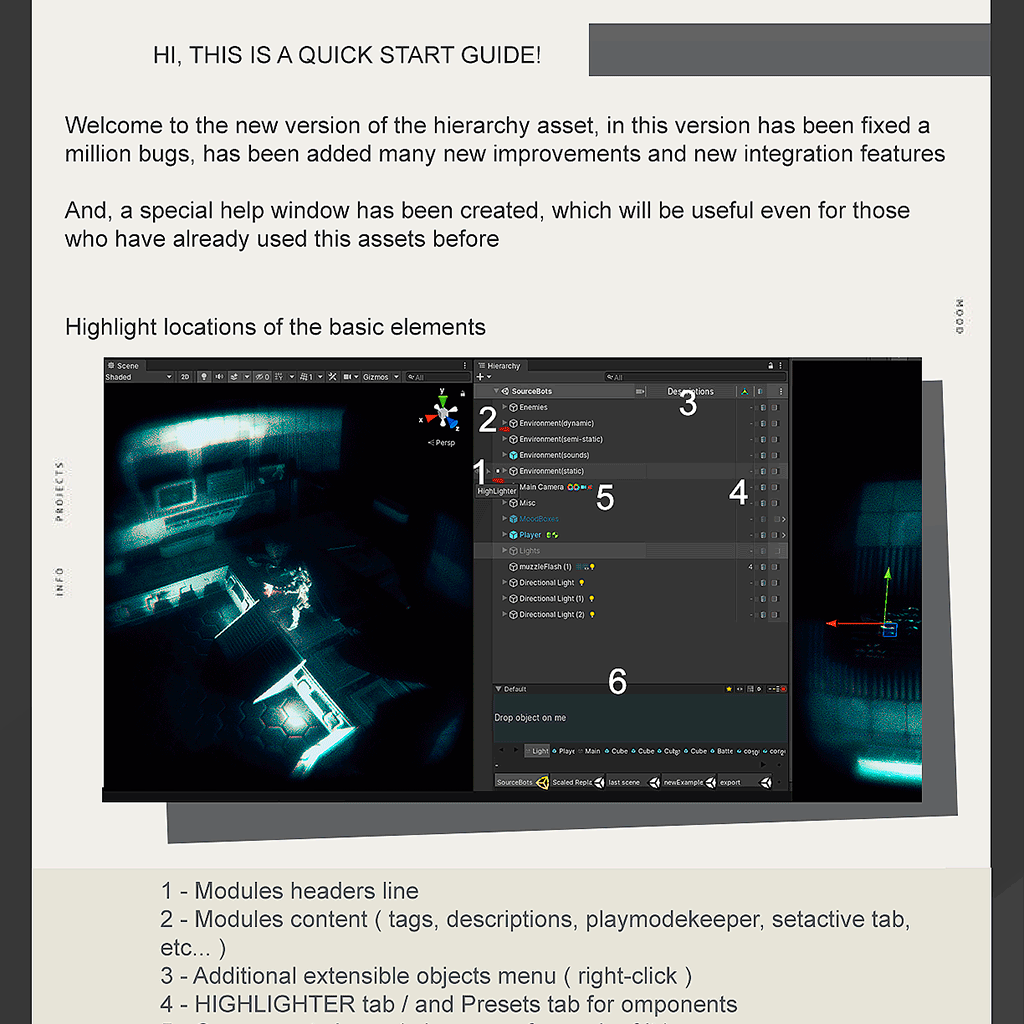 HI, THIS IS A QUICK START GUIDE!
Welcome to the new version of the hierarchy asset, in this version has been fixed a
million bugs, has been added many new improvements and new integration features
And, a special help window has been created, which will be useful even for those
who have already used this assets before
MOOD
Highlight locations of the basic elements
PROJECTS
INFO
Scene
Shaded
2D
Gizmos
All
y
x
z
Persp
Hierarchy
All
SourceBots
Descriptions
3
Enemies
2
Environment(dynamic)
Environment(semi-static)
Environment(sounds)
1
Environment(static)
HighLighter
Main Camera
5
4
Misc
MoodBoxes
Player
Lights
muzzleFlash (1)
4
Directional Light
Directional Light (1)
Directional Light (2)
6
Default
Drop object on me
Light
Playe
Main
Cube
Cube
Cube
Cube
Batte
SourceBots
Scaled Repla
last scene
newExample
export
1 - Modules headers line
2 - Modules content ( tags, descriptions, playmodekeeper, setactive tab,
etc... )
3 - Additional extensible objects menu ( right-click )
4 - HIGHLIGHTER tab / and Presets tab for omponents